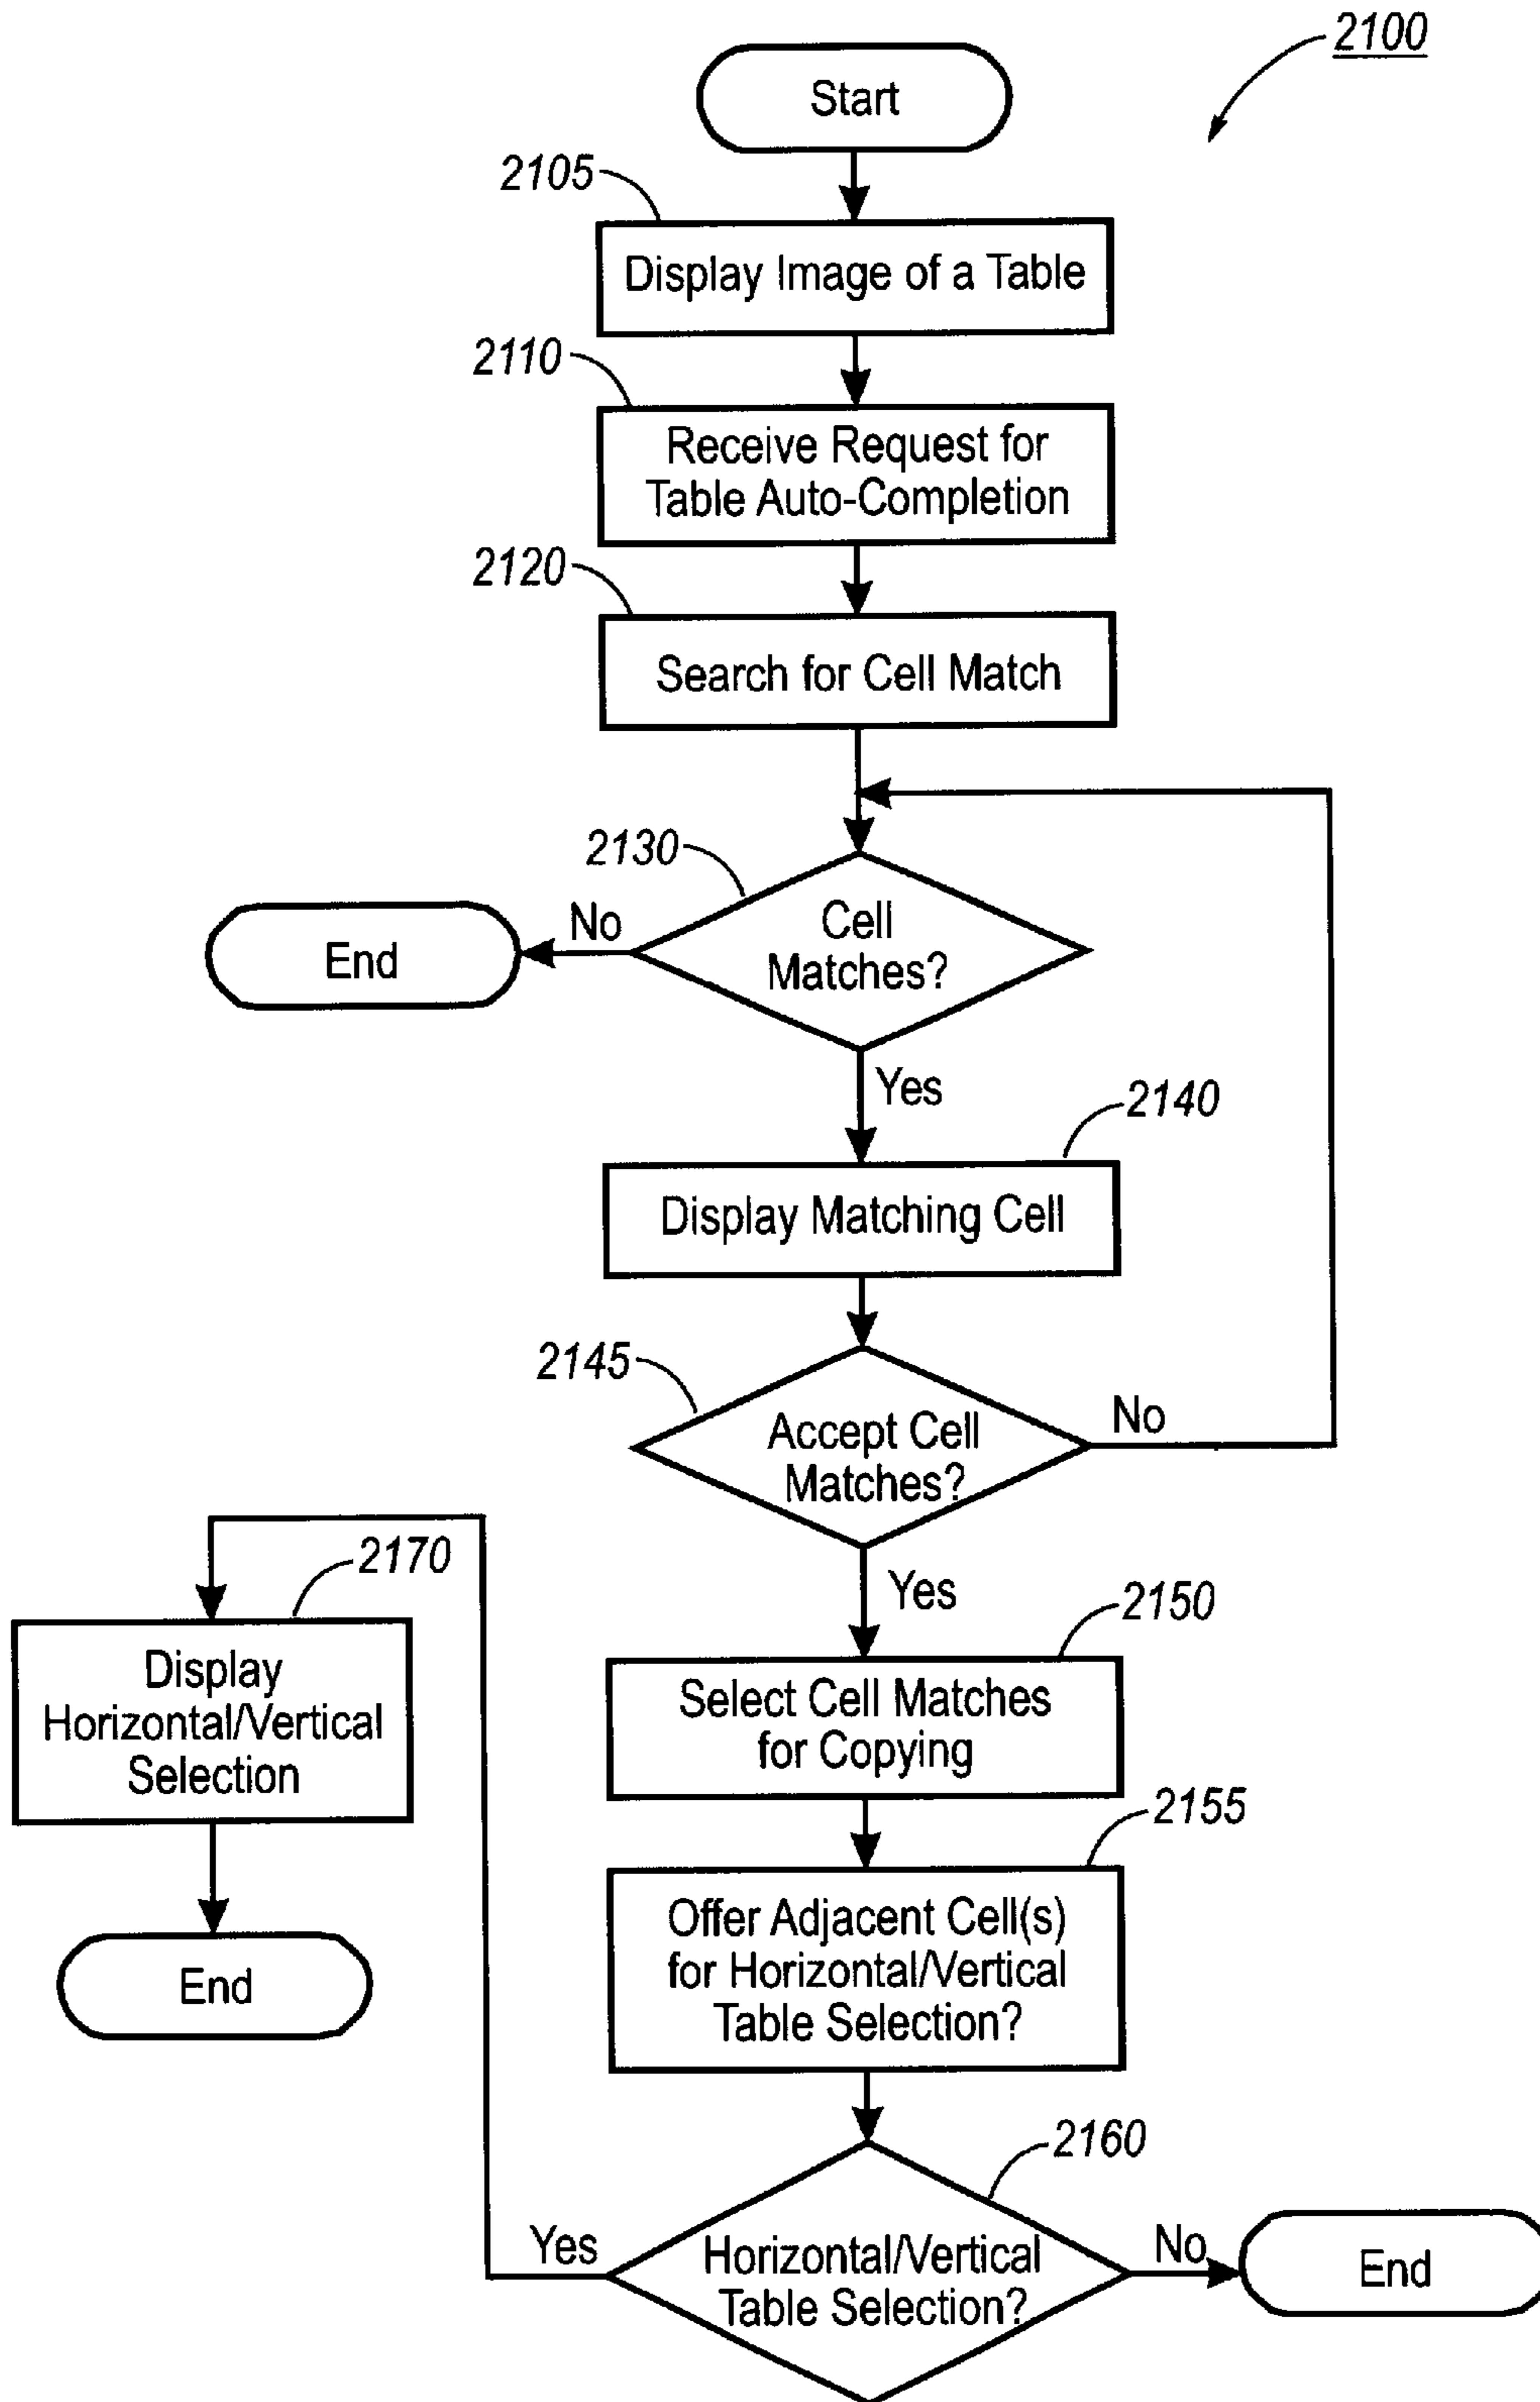 2100
Start
2105
Display Image of a Table
2110
Receive Request for
Table Auto-Completion
2120
Search for Cell Match
2130
Cell
Matches?
No
End
Yes
2140
Display Matching Cell
2145
Accept Cell
Matches?
No
Yes
2150
Select Cell Matches
for Copying
2170
Display
Horizontal/Vertical
Selection
End
2155
Offer Adjacent Cell(s)
for Horizontal/Vertical
Table Selection?
2160
Horizontal/Vertical
Table Selection?
Yes
No
End